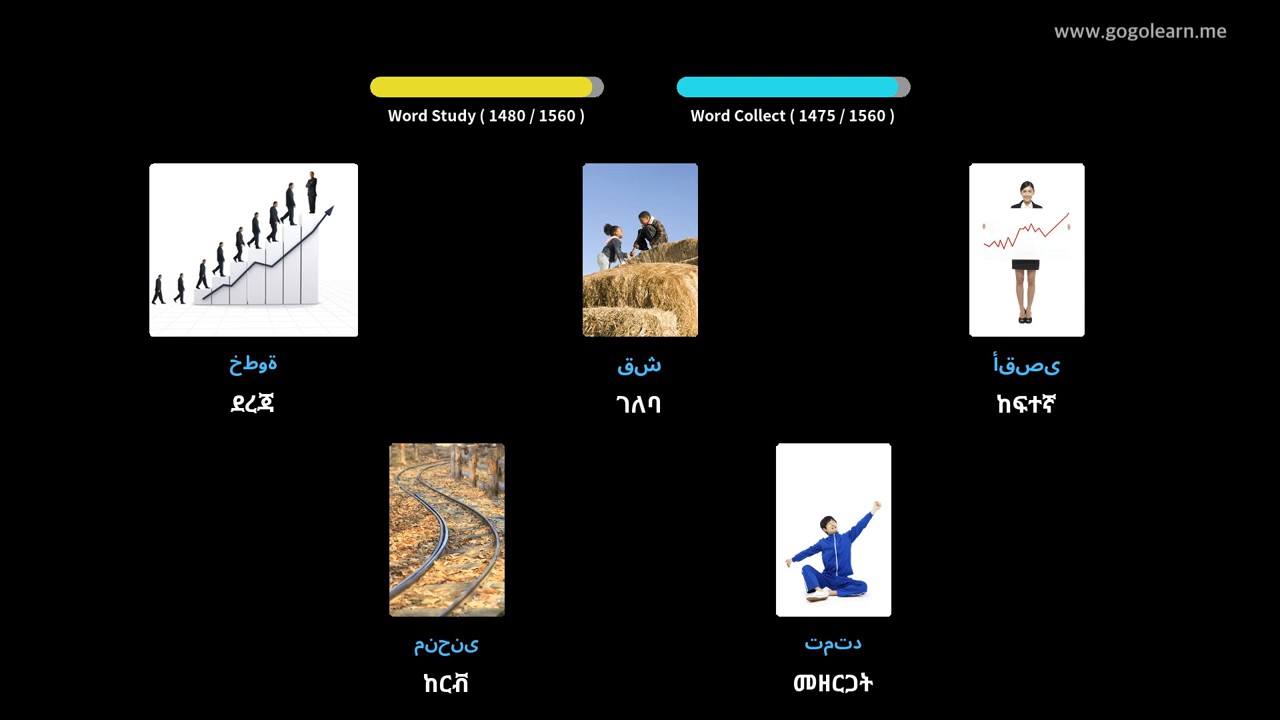 www.gogolearn.me
Word Study ( 1480 / 1560 )
Word Collect ( 1475 / 1560 )
خطوة
ደረጃ
قش
ገለባ
أقصى
ከፍተኛ
منحنى
ከርቭ
تمتد
መዘርጋት